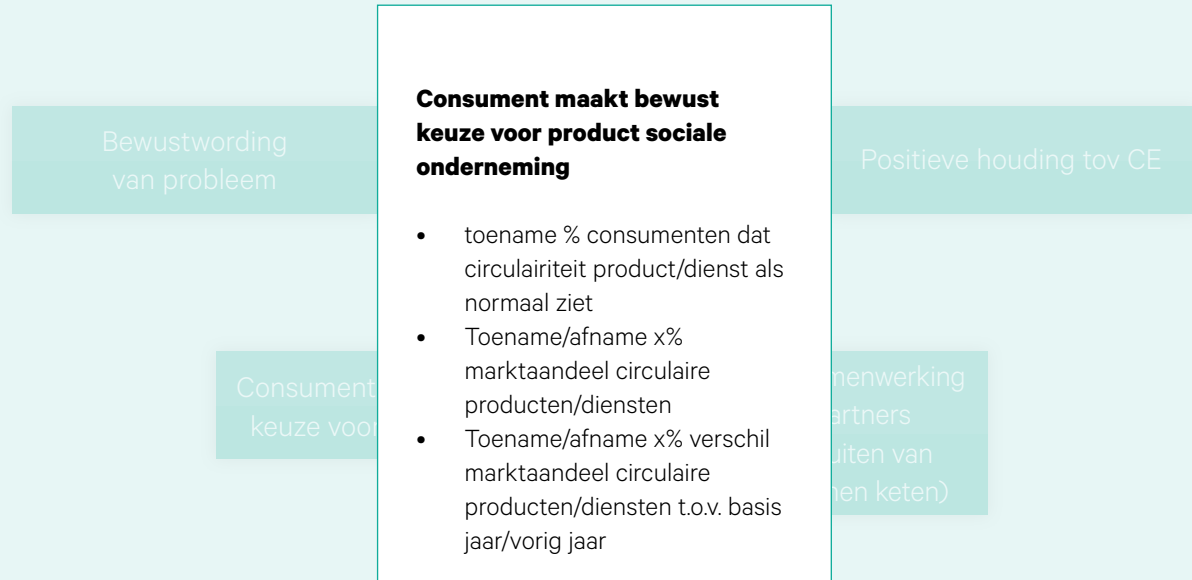 Bewustwording
van probleem
Consument maakt bewust
keuze voor product sociale
onderneming
• toename % consumenten dat
circulairiteit product/dienst als
normaal ziet
• Toename/afname x%
marktaandeel circulaire
producten/diensten
• Toename/afname x% verschil
marktaandeel circulaire
producten/diensten t.o.v. basis
jaar/vorig jaar
Positieve houding tov CE
Consument
keuze voor
menwerking
artners
uiten van
nen keten)